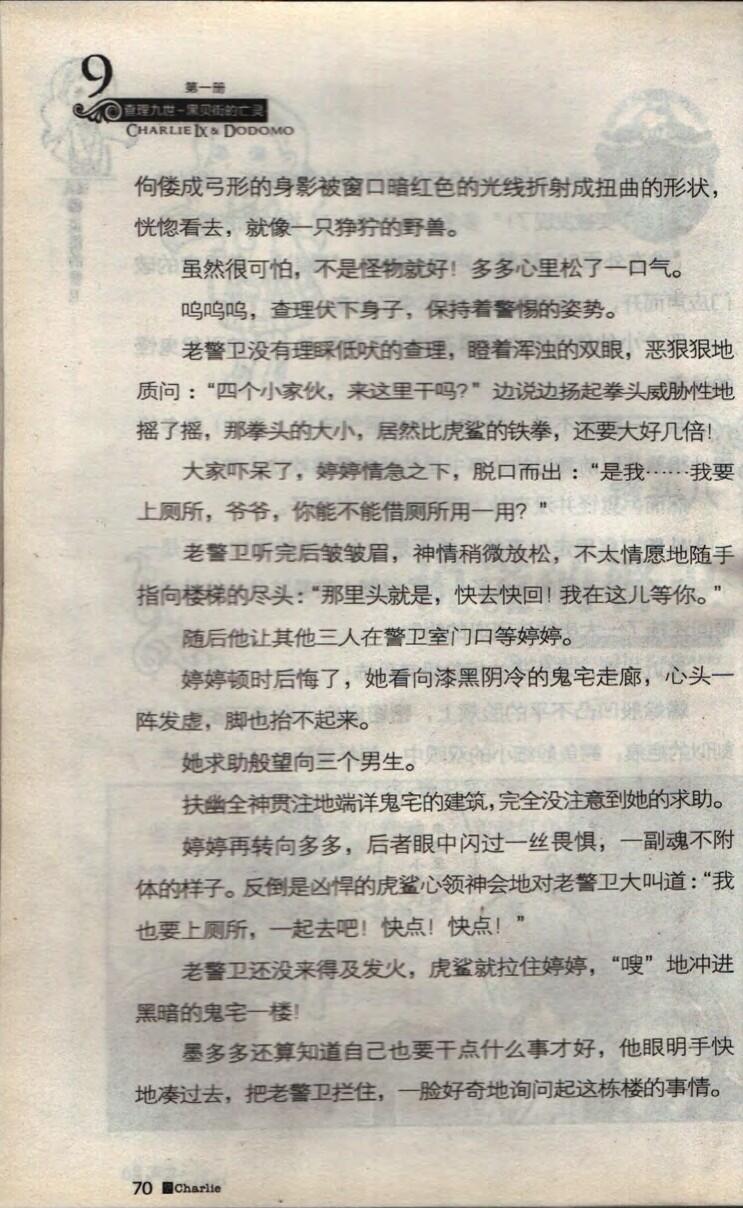 9
第一册
查理九世-黑贝街的亡灵
CHARLIE IX & DODOMO
佝偻成弓形的身影被窗口暗红色的光线折射成扭曲的形状，
恍惚看去，就像一只狰狞的野兽。
虽然很可怕，不是怪物就好！多多心里松了一口气。
呜呜呜，查理伏下身子，保持着警惕的姿势。
老警卫没有理睬低吠的查理，瞪着浑浊的双眼，恶狠狠地
质问：“四个小家伙，来这里干吗？”边说边扬起拳头威胁性地
摇了摇，那拳头的大小，居然比虎鲨的铁拳，还要大好几倍！
大家吓呆了，婷婷情急之下，脱口而出：“是我……我要
上厕所，爷爷，你能不能借厕所用一用？”
老警卫听完后皱皱眉，神情稍微放松，不太情愿地随手
指向楼梯的尽头：“那里头就是，快去快回！我在这儿等你。”
随后他让其他三人在警卫室门口等婷婷。
婷婷顿时后悔了，她看向漆黑阴冷的鬼宅走廊，心头一
阵发虚，脚也抬不起来。
她求助般望向三个男生。
扶幽全神贯注地端详鬼宅的建筑，完全没注意到她的求助。
婷婷再转向多多，后者眼中闪过一丝畏惧，一副魂不附
体的样子。反倒是凶悍的虎鲨心领神会地对老警卫大叫道：“我
也要上厕所，一起去吧！快点！快点！”
老警卫还没来得及发火，虎鲨就拉住婷婷，“嗖”地冲进
黑暗的鬼宅一楼！
墨多多还算知道自己也要干点什么事才好，他眼明手快
地凑过去，把老警卫拦住，一脸好奇地询问起这栋楼的事情。
70 Charlie